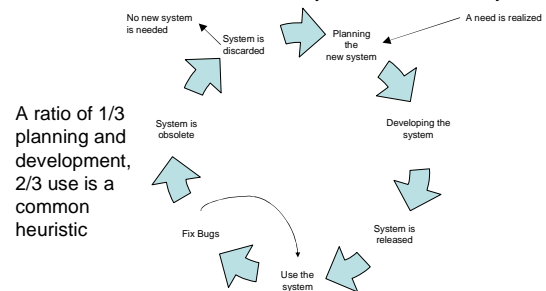 No new system
is needed
System is
discarded
Planning
the
new system
A need is realized
A ratio of 1/3
planning and
development,
2/3 use is a
common
heuristic
System is
obsolete
Developing the
system
Fix Bugs
System is
released
Use the
system